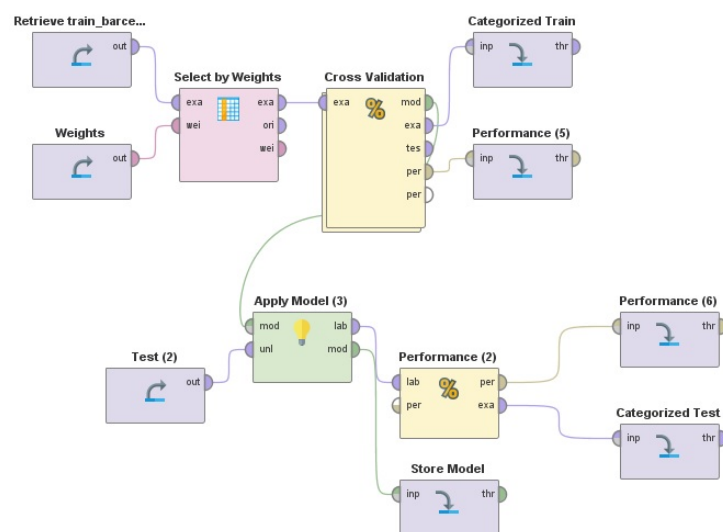 Retrieve train_barce...
out
Weights
out
Select by Weights
exa
wei
exa
ori
wei
Cross Validation
exa
%
mod
exa
tes
per
per
Categorized Train
inp
thr
Performance (5)
inp
thr
Apply Model (3)
mod
unl
lab
mod
Test (2)
out
Performance (2)
lab
per
%
per
exa
Performance (6)
inp
thr
Categorized Test
inp
thr
Store Model
inp
thr